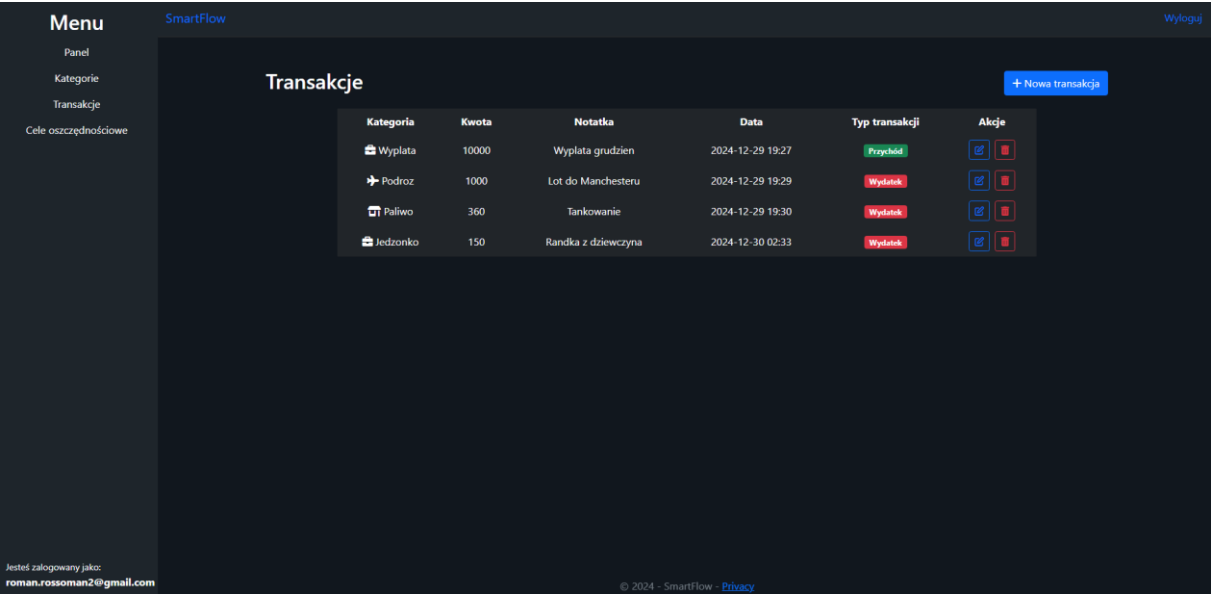 Menu
Panel
Kategorie
Transakcje
Cele oszczędnościowe
Jesteś zalogowany jako:
roman.rossoman2@gmail.com
SmartFlow
Wyloguj
Transakcje
+ Nowa transakcja
Kategoria Kwota Notatka Data Typ transakcji Akcje
Wyplata 10000 Wyplata grudzien 2024-12-29 19:27 Przychód
Podroz 1000 Lot do Manchesteru 2024-12-29 19:29 Wydatek
Paliwo 360 Tankowanie 2024-12-29 19:30 Wydatek
Jedzonko 150 Randka z dziewczyna 2024-12-30 02:33 Wydatek
© 2024 - SmartFlow - Privacy